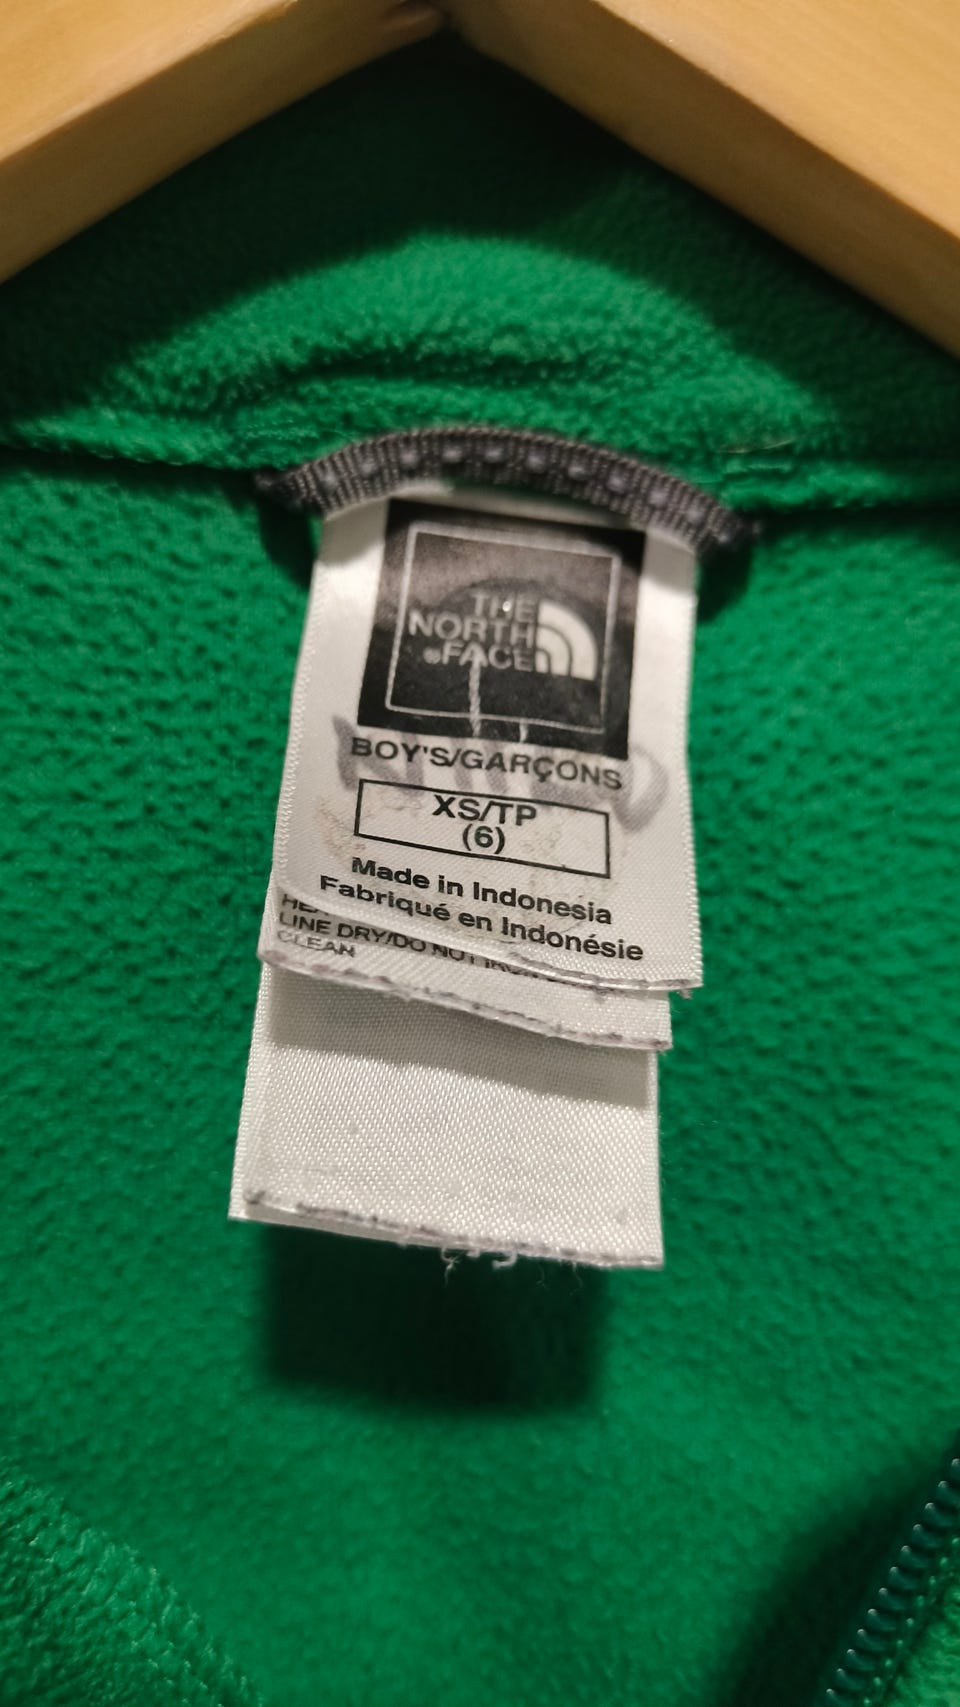 THE
NORTH
FACE
BOY'S/GARÇONS
XS/TP
(6)
Made in Indonesia
Fabriqué en Indonésie
LINE DRY/DO NOT IRON
CLEAN